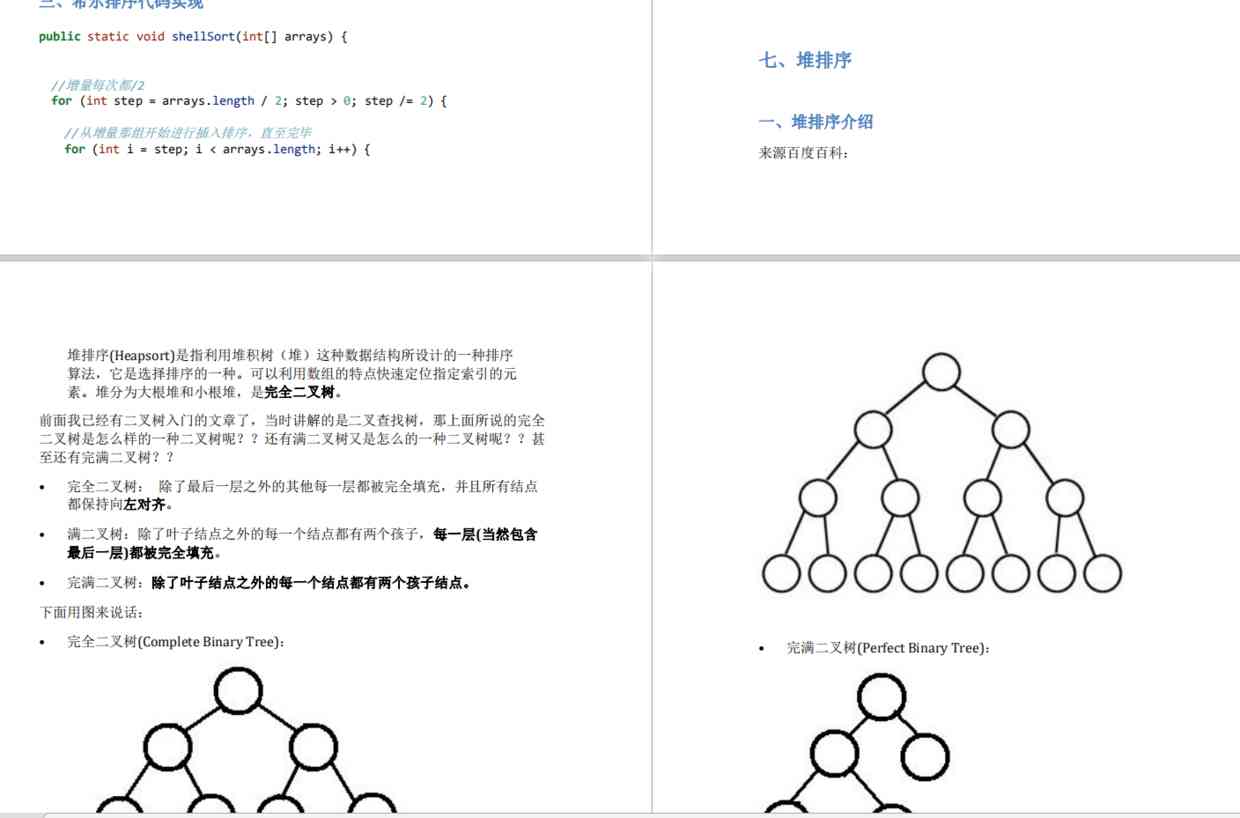 三、希尔排序代码实现
public static void shellSort(int[] arrays) {
//增量每次都/2
for (int step = arrays.length / 2; step > 0; step /= 2) {
//从增量那组开始进行插入排序，直至完毕
for (int i = step; i < arrays.length; i++) {
七、堆排序
一、堆排序介绍
来源百度百科：
堆排序(Heapsort)是指利用堆积树（堆）这种数据结构所设计的一种排序
算法，它是选择排序的一种。可以利用数组的特点快速定位指定索引的元
素。堆分为大根堆和小根堆，是完全二叉树。
前面我已经有二叉树入门的文章了，当时讲解的是二叉查找树，那上面所说的完全
二叉树是怎么样的一种二叉树呢？？还有满二叉树又是怎么的一种二叉树呢？？甚
至还有完满二叉树？？
• 完全二叉树： 除了最后一层之外的其他每一层都被完全填充，并且所有结点
都保持向左对齐。
• 满二叉树：除了叶子结点之外的每一个结点都有两个孩子，每一层(当然包含
最后一层)都被完全填充。
• 完满二叉树：除了叶子结点之外的每一个结点都有两个孩子结点。
下面用图来说话：
• 完全二叉树(Complete Binary Tree)：
• 完满二叉树(Perfect Binary Tree)：